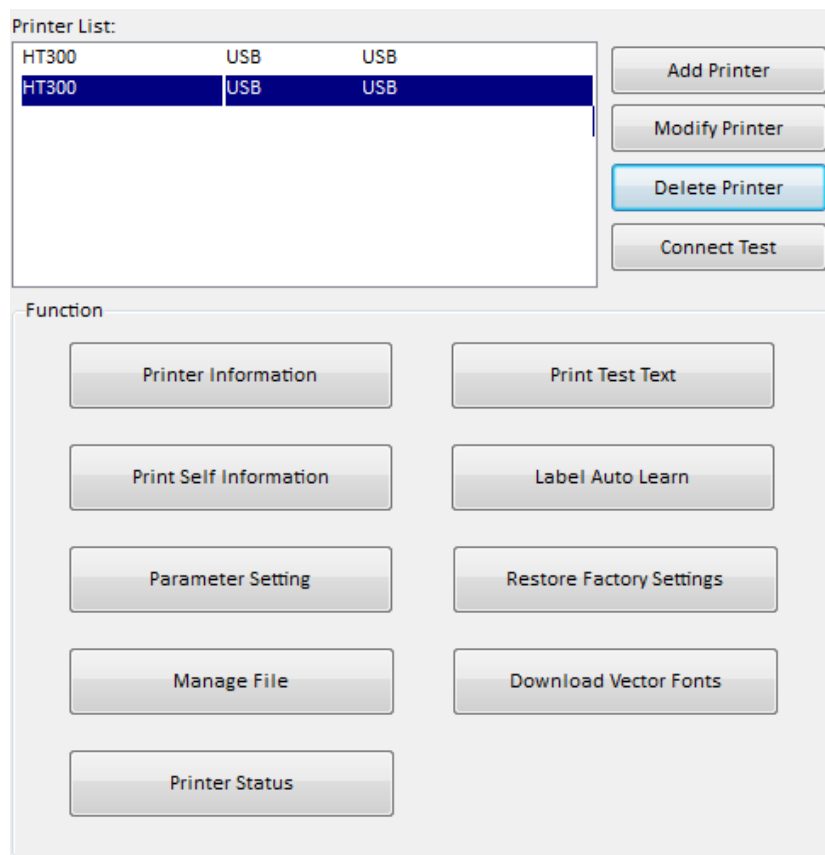 Printer List:
HT300 USB USB
HT300 USB USB
Add Printer
Modify Printer
Delete Printer
Connect Test
Function
Printer Information
Print Test Text
Print Self Information
Label Auto Learn
Parameter Setting
Restore Factory Settings
Manage File
Download Vector Fonts
Printer Status